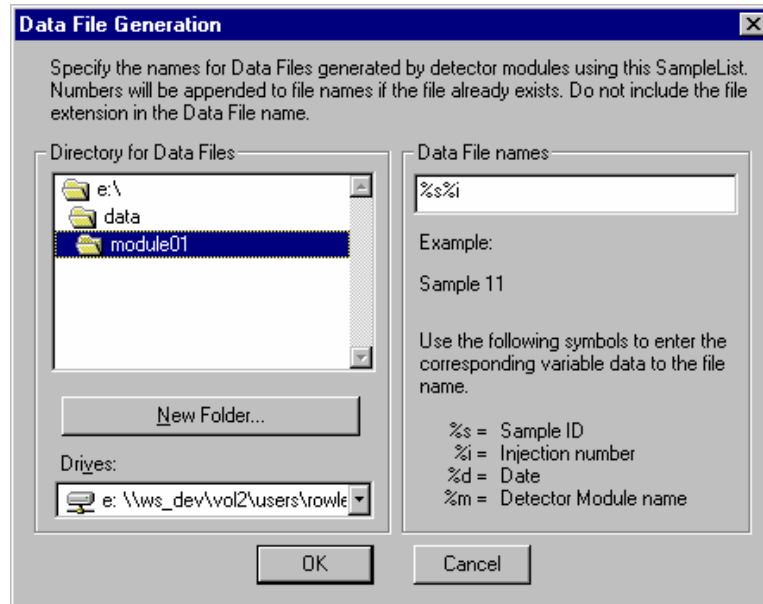 Data File Generation
Specify the names for Data Files generated by detector modules using this SampleList.
Numbers will be appended to file names if the file already exists. Do not include the file
extension in the Data File name.
Directory for Data Files
e:\
data
module01
New Folder...
Drives:
e: \\ws_dev\vol2\users\rowle
Data File names
%s%i
Example:
Sample 11
Use the following symbols to enter the
corresponding variable data to the file
name.
%s = Sample ID
%i = Injection number
%d = Date
%m = Detector Module name
OK
Cancel